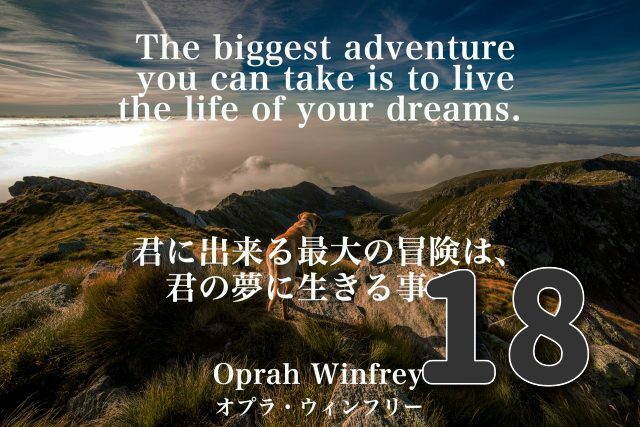 The biggest adventure
you can take is to live
the life of your dreams.
君に出来る最大の冒険は、
君の夢に生きる事
18
Oprah Winfrey
オプラ・ウィンフリー